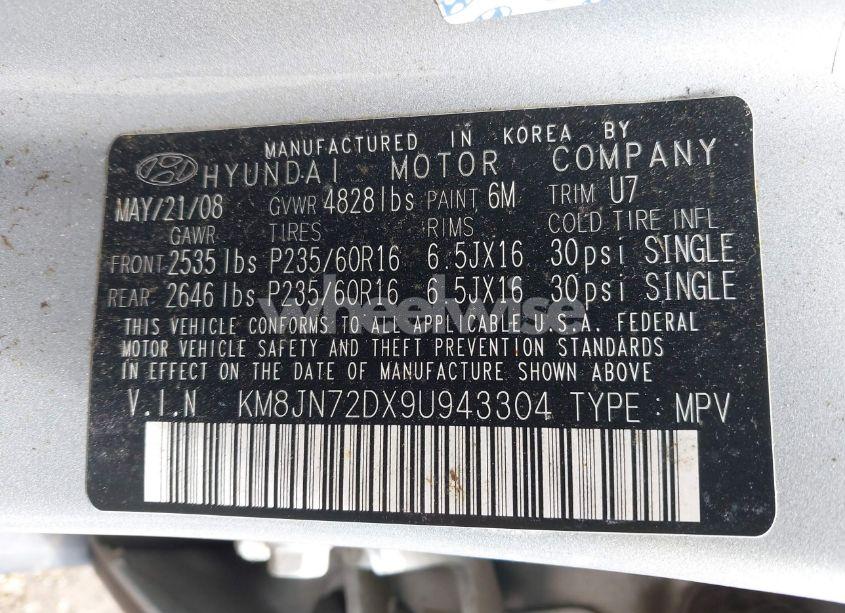 MANUFACTURED IN KOREA BY
HYUNDAI MOTOR COMPANY
MAY/21/08 GVWR 4828lbs PAINT 6M TRIM U7
GAWR TIRES RIMS COLD TIRE INFL
FRONT 2535lbs P235/60R16 6.5JX16 30psi SINGLE
REAR 2646lbs P235/60R16 6.5JX16 30psi SINGLE
wheelwise
THIS VEHICLE CONFORMS TO ALL APPLICABLE U.S.A. FEDERAL
MOTOR VEHICLE SAFETY AND THEFT PREVENTION STANDARDS
IN EFFECT ON THE DATE OF MANUFACTURE SHOWN ABOVE
V.I.N KM8JN72DX9U943304 TYPE : MPV